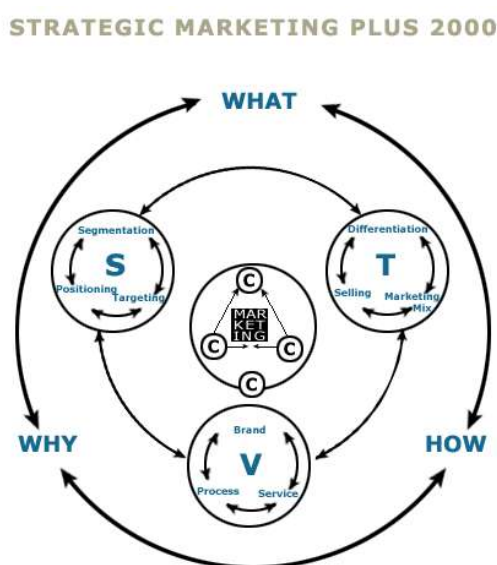 STRATEGIC MARKETING PLUS 2000
WHAT
Segmentation
S
Positioning
Targeting
Differentiation
T
Selling
Marketing
Mix
C
MAR
KET
ING
C
C
C
WHY
HOW
Brand
V
Process
Service